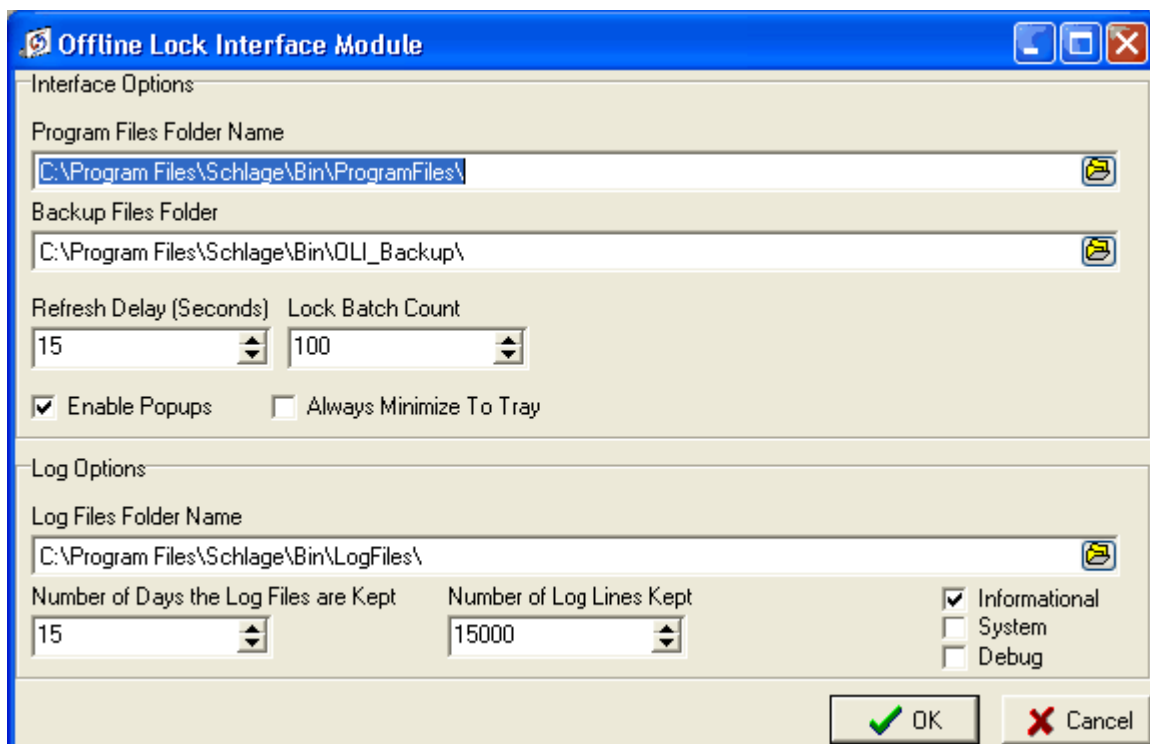 Offline Lock Interface Module
Interface Options
Program Files Folder Name
C:\Program Files\Schlage\Bin\ProgramFiles\
Backup Files Folder
C:\Program Files\Schlage\Bin\OLI_Backup\
Refresh Delay (Seconds) Lock Batch Count
15 100
Enable Popups Always Minimize To Tray
Log Options
Log Files Folder Name
C:\Program Files\Schlage\Bin\LogFiles\
Number of Days the Log Files are Kept Number of Log Lines Kept Informational
15 15000 System
Debug
OK Cancel